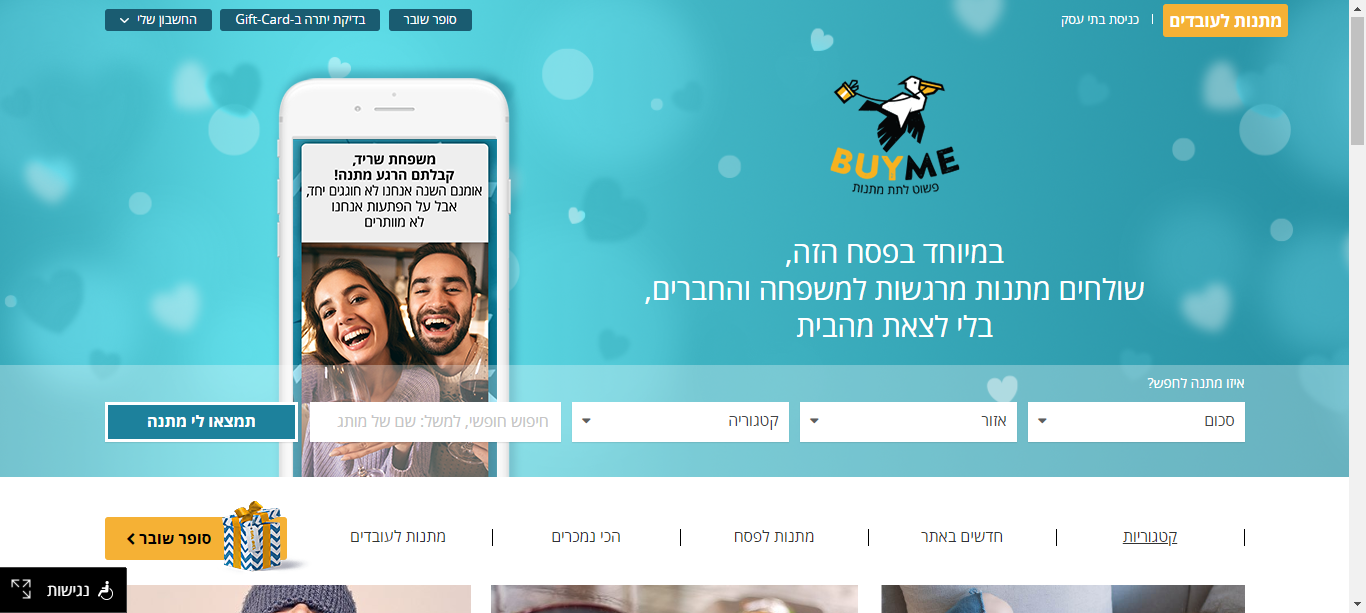 מתנות לעובדים
כניסת בתי עסק
סופר שובר
בדיקת יתרה ב-Gift-Card
החשבון שלי
BUYME
פשוט לתת מתנות
במיוחד בפסח הזה,
שולחים מתנות מרגשות למשפחה והחברים,
בלי לצאת מהבית
משפחת שריד,
קבלתם הרגע מתנה!
אומנם השנה אנחנו לא חוגגים יחד,
אבל על הפתעות אנחנו
לא מוותרים
איזו מתנה לחפש?
סכום
אזור
קטגוריה
חיפוש חופשי, למשל: שם של מותג
תמצאו לי מתנה
קטגוריות
חדשים באתר
מתנות לפסח
הכי נמכרים
מתנות לעובדים
סופר שובר
נגישות